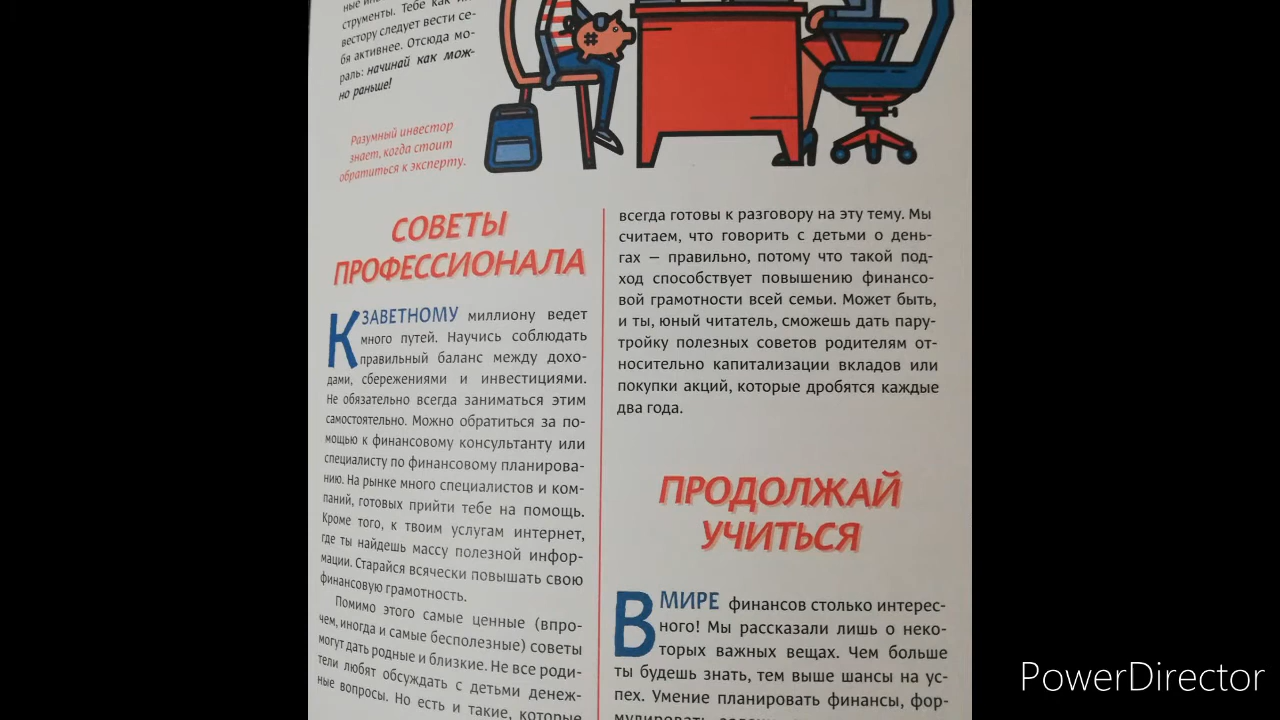 струменты. Тебе как ин-
вестору следует вести се-
бя активнее. Отсюда мо-
раль: начинай как мож-
но раньше!
Разумный инвестор
знает, когда стоит
обратиться к эксперту.
СОВЕТЫ
ПРОФЕССИОНАЛА
К ЗАВЕТНОМУ миллиону ведет
много путей. Научись соблюдать
правильный баланс между дохо-
дами, сбережениями и инвестициями.
Не обязательно всегда заниматься этим
самостоятельно. Можно обратиться за по-
мощью к финансовому консультанту или
специалисту по финансовому планирова-
нию. На рынке много специалистов и ком-
паний, готовых прийти тебе на помощь.
Кроме того, к твоим услугам интернет,
где ты найдешь массу полезной инфор-
мации. Старайся всячески повышать свою
финансовую грамотность.
Помимо этого самые ценные (впро-
чем, иногда и самые бесполезные) советы
могут дать родные и близкие. Не все роди-
тели любят обсуждать с детьми денеж-
ные вопросы. Но есть и такие, которые
всегда готовы к разговору на эту тему. Мы
считаем, что говорить с детьми о день-
гах — правильно, потому что такой под-
ход способствует повышению финансо-
вой грамотности всей семьи. Может быть,
и ты, юный читатель, сможешь дать пару-
тройку полезных советов родителям от-
носительно капитализации вкладов или
покупки акций, которые дробятся каждые
два года.
ПРОДОЛЖАЙ
УЧИТЬСЯ
В МИРЕ финансов столько интерес-
ного! Мы рассказали лишь о неко-
торых важных вещах. Чем больше
ты будешь знать, тем выше шансы на ус-
пех. Умение планировать финансы, фор-
PowerDirector